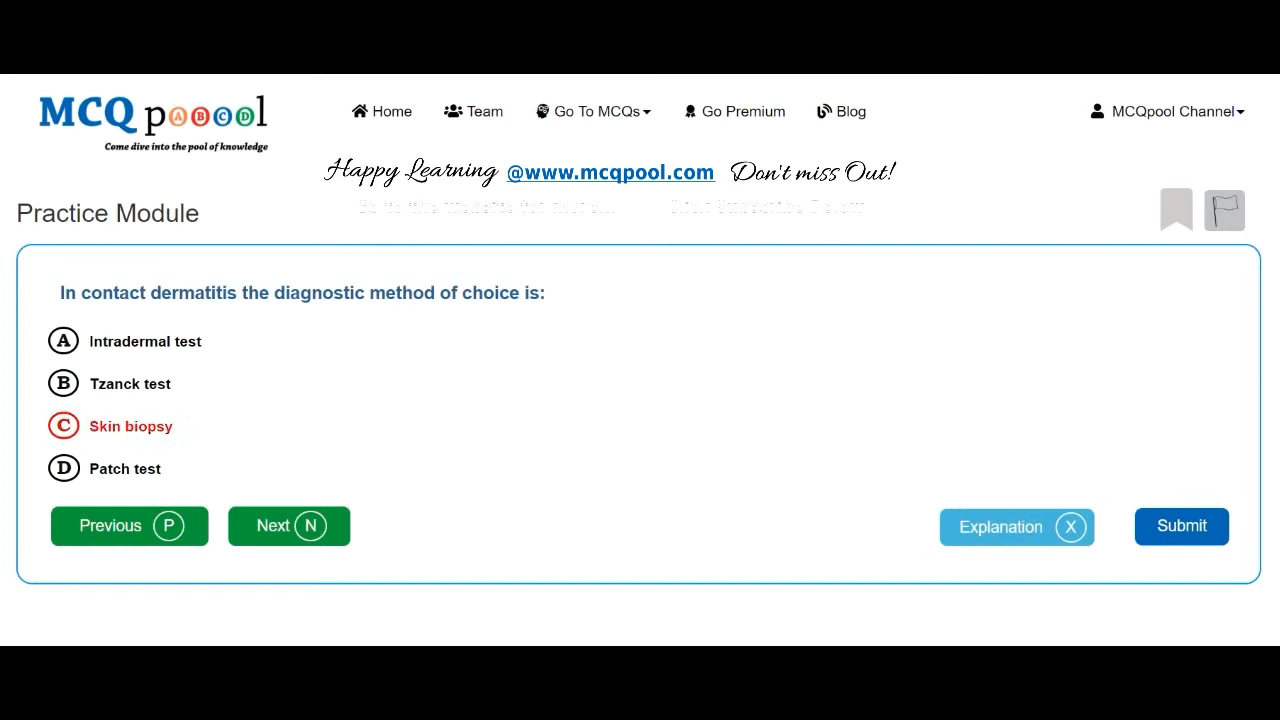 MCQ pooool
Come dive into the pool of knowledge
Home Team Go To MCQs Go Premium Blog MCQpool Channel
Happy Learning @www.mcqpool.com Don't miss Out!
Practice Module
In contact dermatitis the diagnostic method of choice is:
A Intradermal test
B Tzanck test
C Skin biopsy
D Patch test
Previous P Next N Explanation X Submit